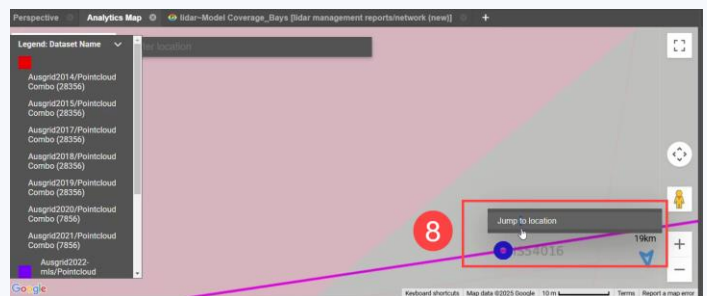 Perspective
Analytics Map
lidar~Model Coverage_Bays [lidar management reports/network (new)]
Legend: Dataset Name
er location
Ausgrid2014/Pointcloud
Combo (28356)
Ausgrid2015/Pointcloud
Combo (28356)
Ausgrid2017/Pointcloud
Combo (28356)
Ausgrid2018/Pointcloud
Combo (28356)
Ausgrid2019/Pointcloud
Combo (28356)
Ausgrid2020/Pointcloud
Combo (7856)
Ausgrid2021/Pointcloud
Combo (7856)
Ausgrid2022-
mls/Pointcloud
8
Jump to location
19km
Google
Keyboard shortcuts Map data ©2025 Google 10 m Terms Report a map error